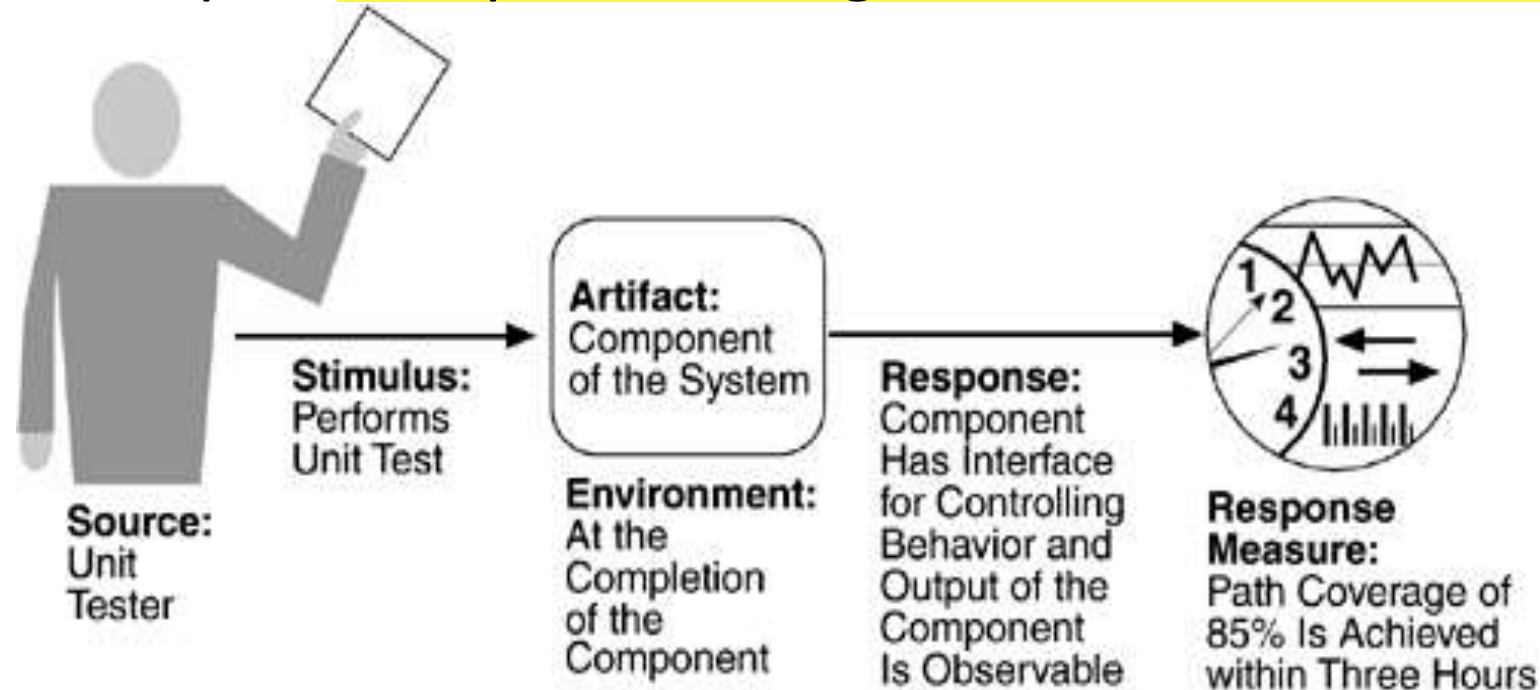 Source:
Unit
Tester
Stimulus:
Performs
Unit Test
Artifact:
Component
of the System
Environment:
At the
Completion
of the
Component
Response:
Component
Has Interface
for Controlling
Behavior and
Output of the
Component
Is Observable
1
2
3
4
Response
Measure:
Path Coverage of
85% Is Achieved
within Three Hours